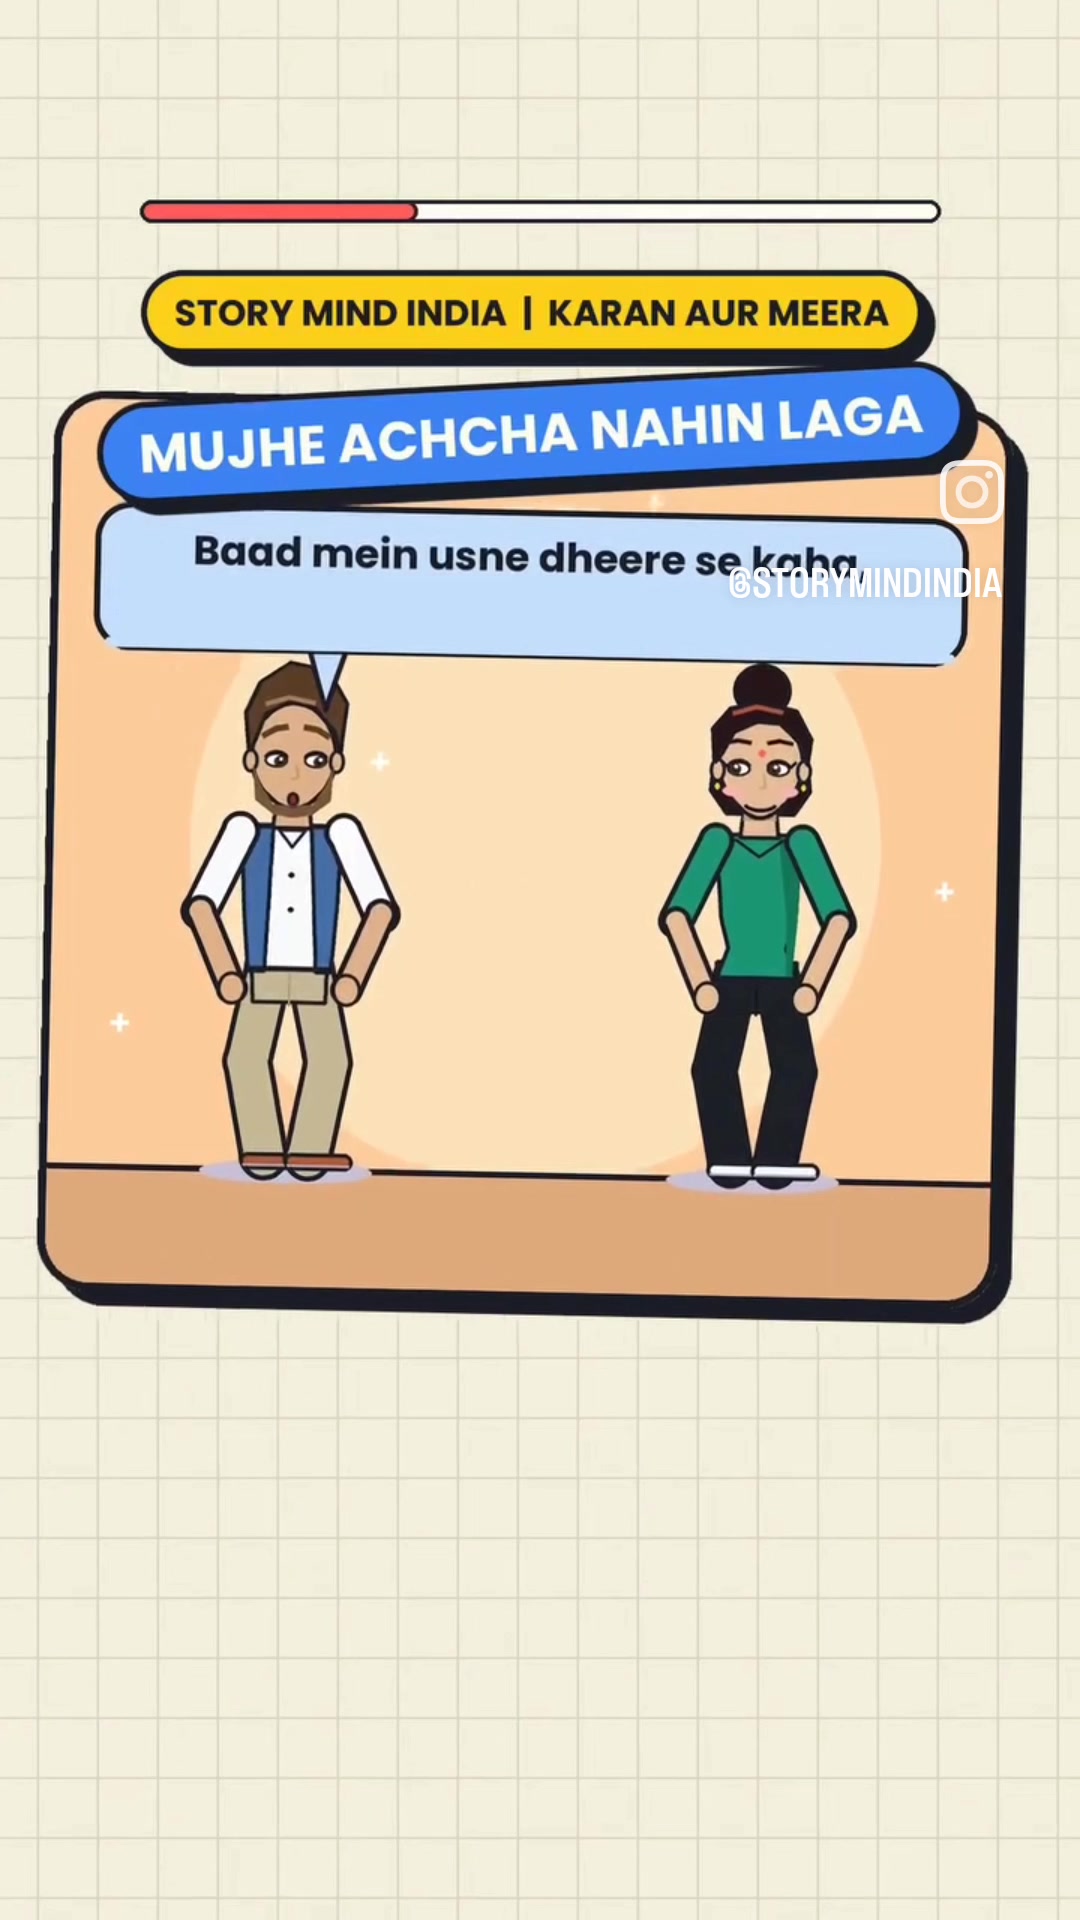 STORY MIND INDIA | KARAN AUR MEERA
MUJHE ACHCHA NAHIN LAGA
Baad mein usne dheere se kaha
@STORYMINDINDIA